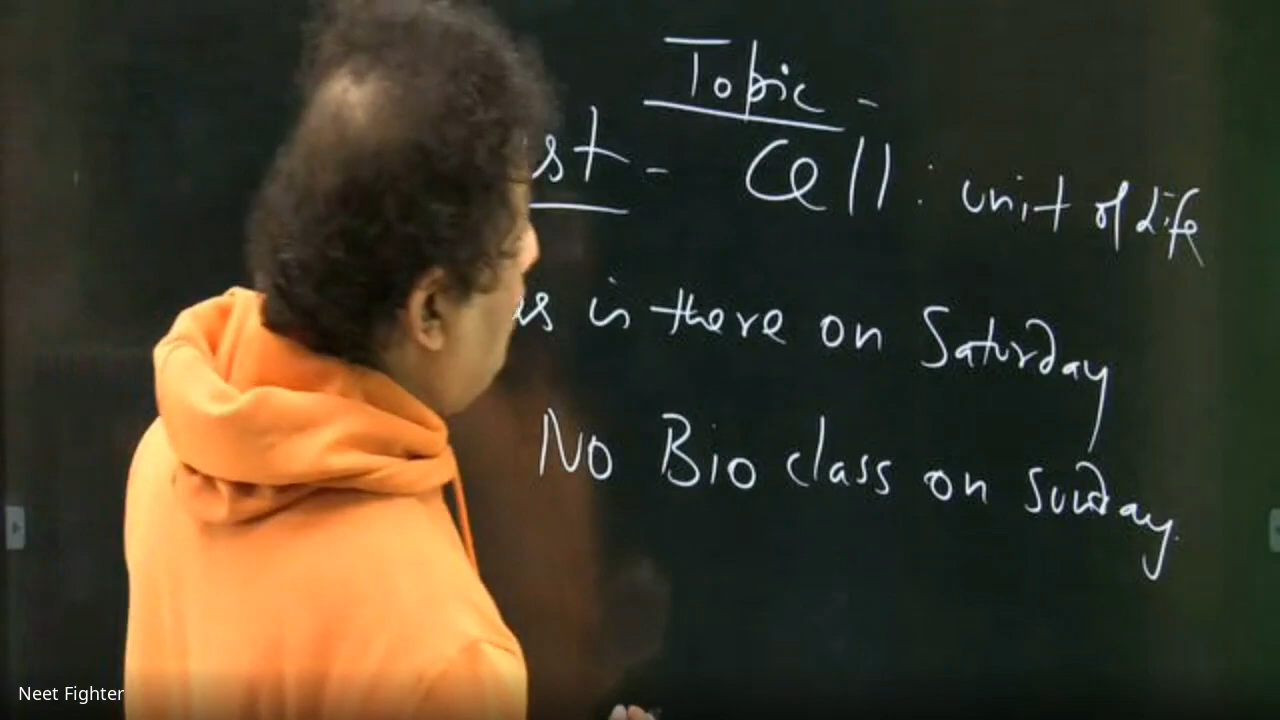 Topic -
st - Cell : unit of Life
is there on Saturday
No Bio class on Sunday.
Neet Fighter